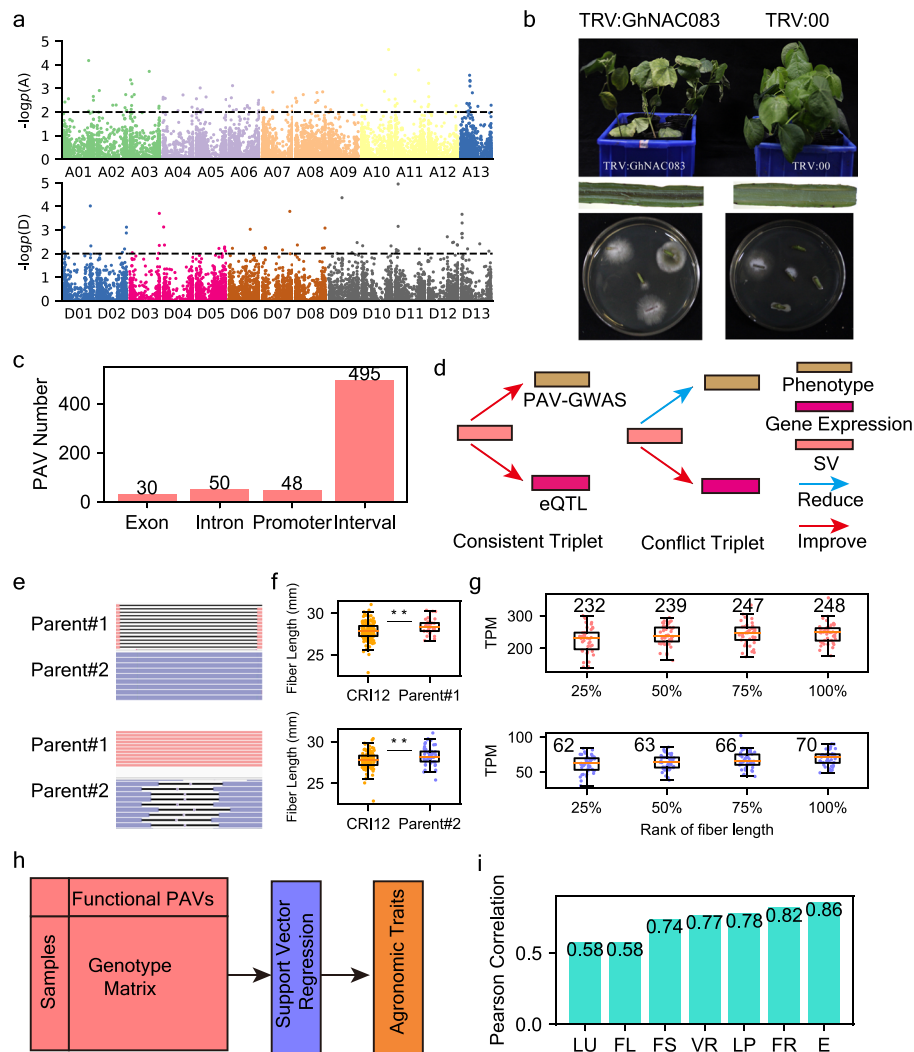 a
-logp(A)
5
4
3
2
1
0
A01 A02 A03 A04 A05 A06 A07 A08 A09 A10 A11 A12 A13
-logp(D)
5
4
3
2
1
0
D01 D02 D03 D04 D05 D06 D07 D08 D09 D10 D11 D12 D13
b
TRV:GhNAC083 TRV:00
TRV:GhNAC083 TRV:00
c
PAV Number
400
200
0
30 50 48 495
Exon Intron Promoter Interval
d
PAV-GWAS
eQTL
Consistent Triplet
Conflict Triplet
Phenotype
Gene Expression
SV
Reduce
Improve
e
Parent#1
Parent#2
Parent#1
Parent#2
f
Fiber Length (mm)
30
25
**
CRI12 Parent#1
Fiber Length (mm)
30
25
**
CRI12 Parent#2
g
TPM
300
200
232 239 247 248
25% 50% 75% 100%
TPM
100
50
62 63 66 70
25% 50% 75% 100%
Rank of fiber length
h
Functional PAVs
Samples
Genotype
Matrix
Support Vector
Regression
Agronomic Traits
i
Pearson Correlation
0.5
0.0
0.58 0.58 0.74 0.77 0.78 0.82 0.86
LU FL FS VR LP FR E